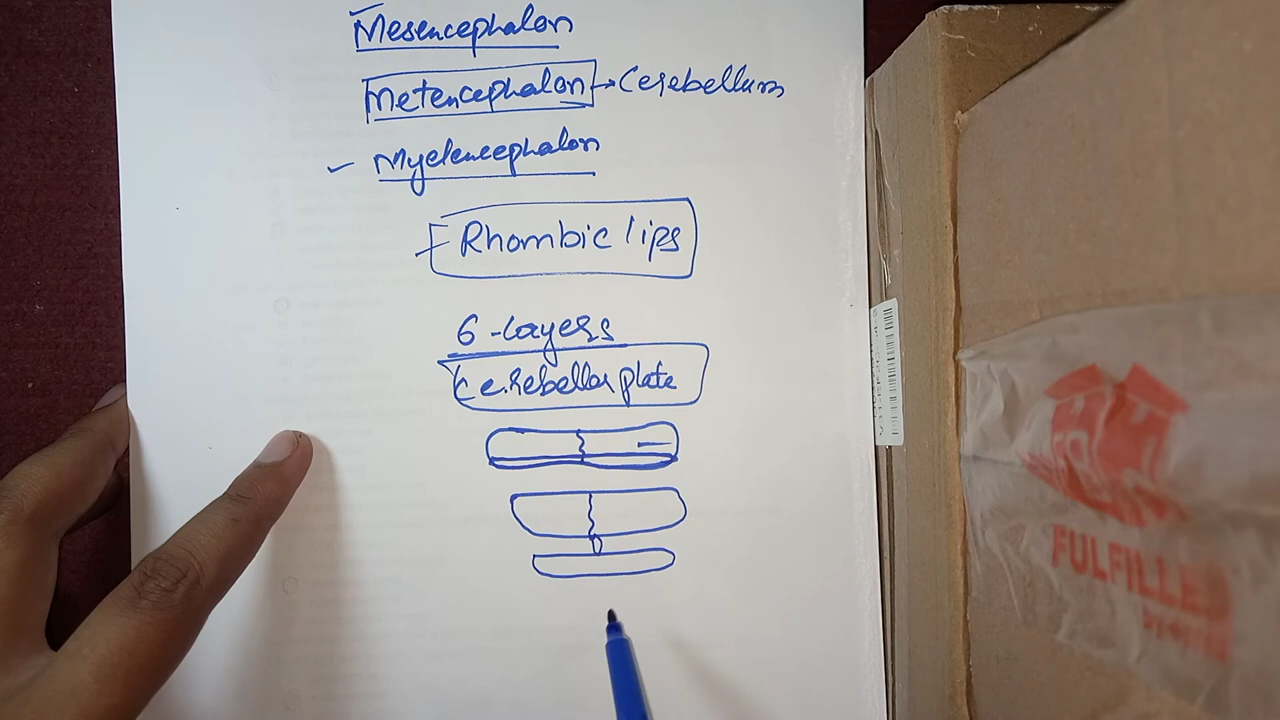 Mesencephalon
Metencephalon → Cerebellum
Myelencephalon
Rhombic lips
6-layers
Cerebellar plate
FULFILLED